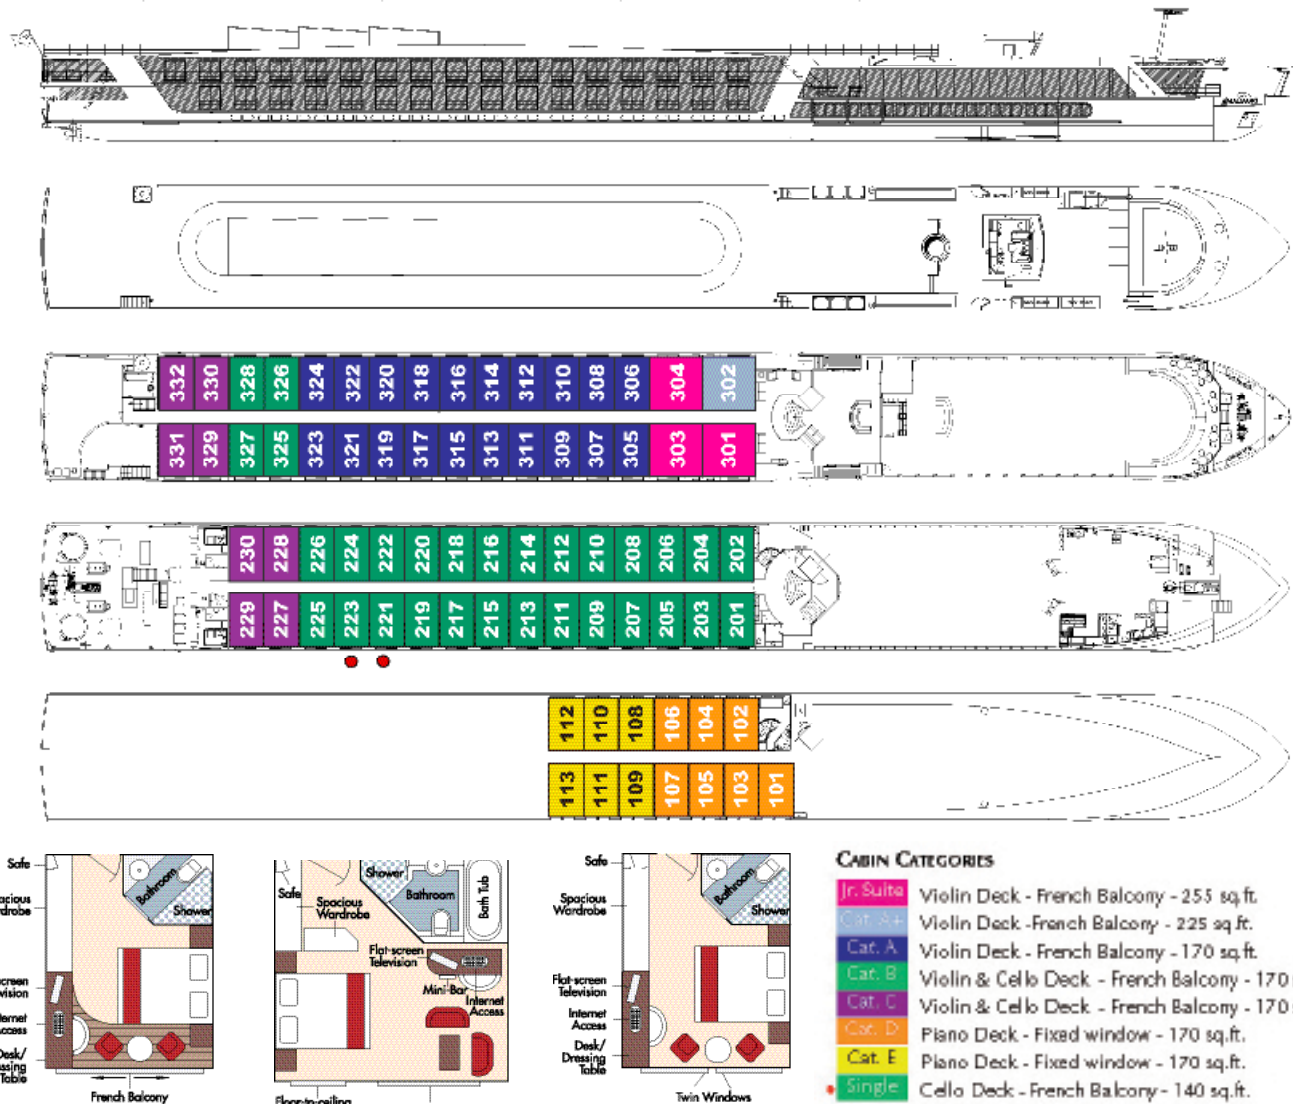 332 330 328 326 324 322 320 318 316 314 312 310 308 306 304 302
331 329 327 325 323 321 319 317 315 313 311 309 307 305 303 301
230 228 226 224 222 220 218 216 214 212 210 208 206 204 202
229 227 225 223 221 219 217 215 213 211 209 207 205 203 201
112 110 108 106 104 102
113 111 109 107 105 103 101
Safe
Bathroom
Shower
French Balcony
Safe
Shower
Bathroom
Bath Tub
Spacious
Wardrobe
Flat-screen
Television
Mini-Bar
Internet
Access
Floor-to-ceiling
Safe
Bathroom
Spacious
Wardrobe
Shower
Flat-screen
Television
Internet
Access
Desk/
Dressing
Table
Twin Windows
CABIN CATEGORIES
Jr. Suite Violin Deck - French Balcony - 255 sq.ft.
Cat. A+ Violin Deck -French Balcony - 225 sq.ft.
Cat. A Violin Deck - French Balcony - 170 sq.ft.
Cat. B Violin & Cello Deck - French Balcony - 170
Cat. C Violin & Cello Deck - French Balcony - 170
Cat. D Piano Deck - Fixed window - 170 sq.ft.
Cat. E Piano Deck - Fixed window - 170 sq.ft.
Single Cello Deck - French Balcony - 140 sq.ft.